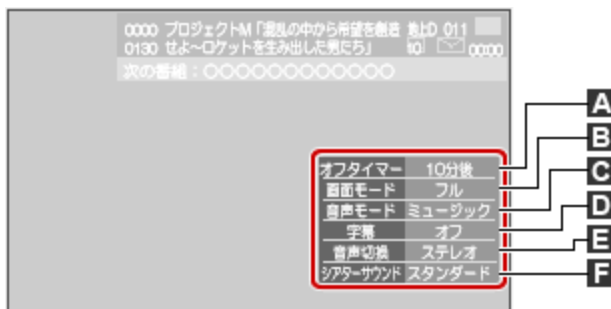 0000 プロジェクトM「混乱の中から希望を創造 地上D 011
0130 せよ～ロケットを生み出した男たち」 00:00
次の番組：○○○○○○○○○○○○
オフタイマー 10分後 A
画面モード フル B
音声モード ミュージック C
字幕 オフ D
音声切換 ステレオ E
シアターサウンド スタンダード F